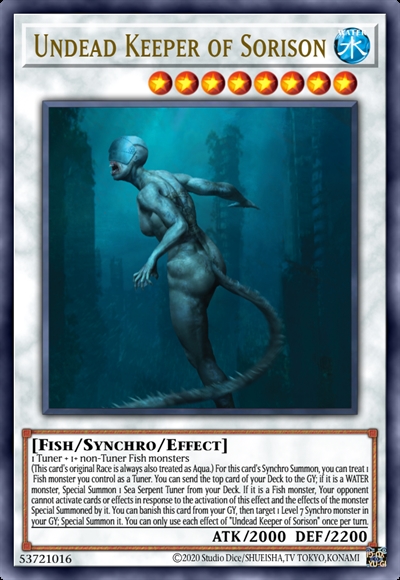 UNDEAD KEEPER OF SORISON
WATER
水
[FISH/SYNCHRO/EFFECT]
1 Tuner + 1+ non-Tuner Fish monsters
(This card's original Race is always also treated as Aqua.) For this card's Synchro Summon, you can treat 1
Fish monster you control as a Tuner. You can send the top card of your Deck to the GY; if it is a WATER
monster, Special Summon 1 Sea Serpent Tuner from your Deck. If it is a Fish monster, Your opponent
cannot activate cards or effects in response to the activation of this effect and the effects of the monster
Special Summoned by it. You can banish this card from your GY, then target 1 Level 7 Synchro monster in
your GY; Special Summon it. You can only use each effect of "Undead Keeper of Sorison" once per turn.
ATK/2000 DEF/2200
53721016
©2020 Studio Dice/SHUEISHA,TV TOKYO,KONAMI